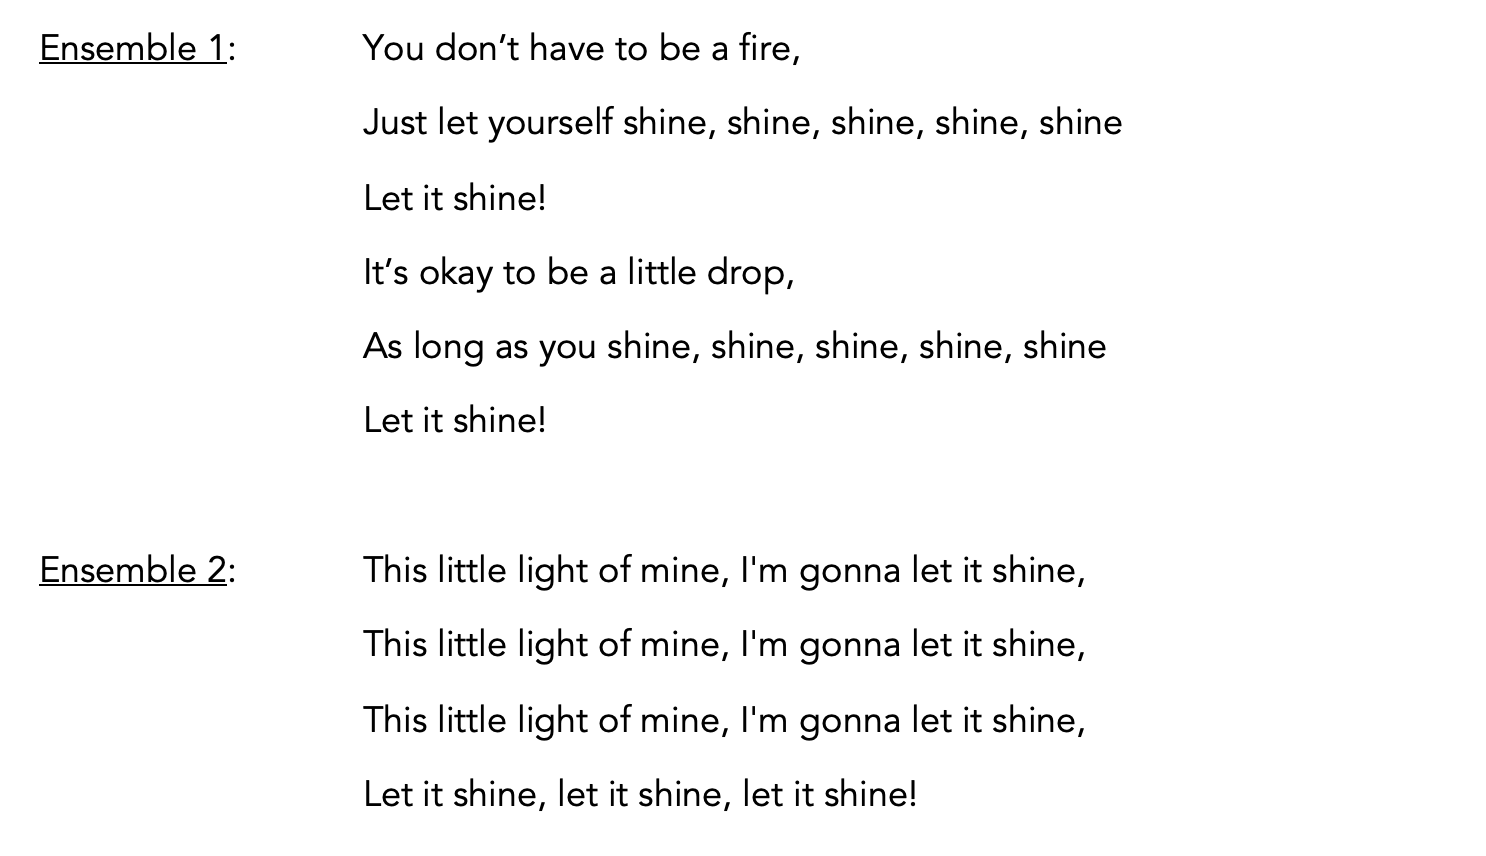 Ensemble 1: You don’t have to be a fire,
Just let yourself shine, shine, shine, shine, shine
Let it shine!
It’s okay to be a little drop,
As long as you shine, shine, shine, shine, shine
Let it shine!
Ensemble 2: This little light of mine, I'm gonna let it shine,
This little light of mine, I'm gonna let it shine,
This little light of mine, I'm gonna let it shine,
Let it shine, let it shine, let it shine!